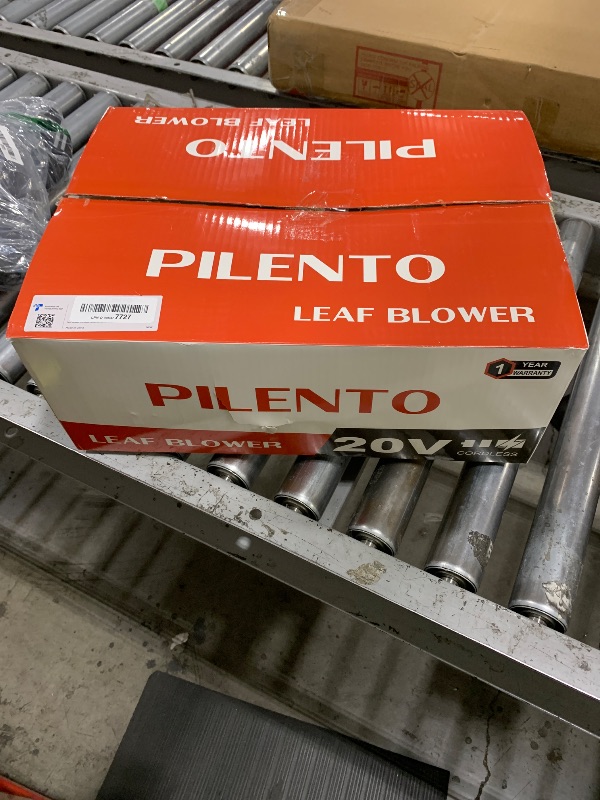 LEAF BLOWER
PILENTO
PILENTO
LEAF BLOWER
7727
1 YEAR
WARRANTY
PILENTO
LEAF BLOWER
20V
CORDLESS